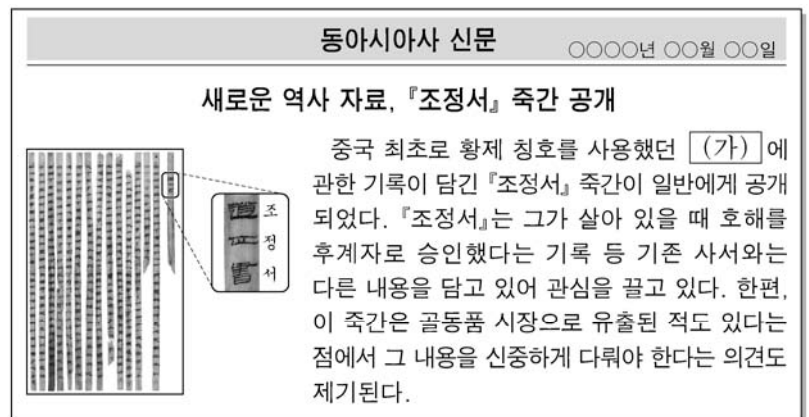 동아시아사 신문
○○○○년 ○○월 ○○일
새로운 역사 자료, 『조정서』 죽간 공개
조
정
서
중국 최초로 황제 칭호를 사용했던 (가) 에
관한 기록이 담긴 『조정서』 죽간이 일반에게 공개
되었다. 『조정서』는 그가 살아 있을 때 호해를
후계자로 승인했다는 기록 등 기존 사서와는
다른 내용을 담고 있어 관심을 끌고 있다. 한편,
이 죽간은 골동품 시장으로 유출된 적도 있다는
점에서 그 내용을 신중하게 다뤄야 한다는 의견도
제기된다.